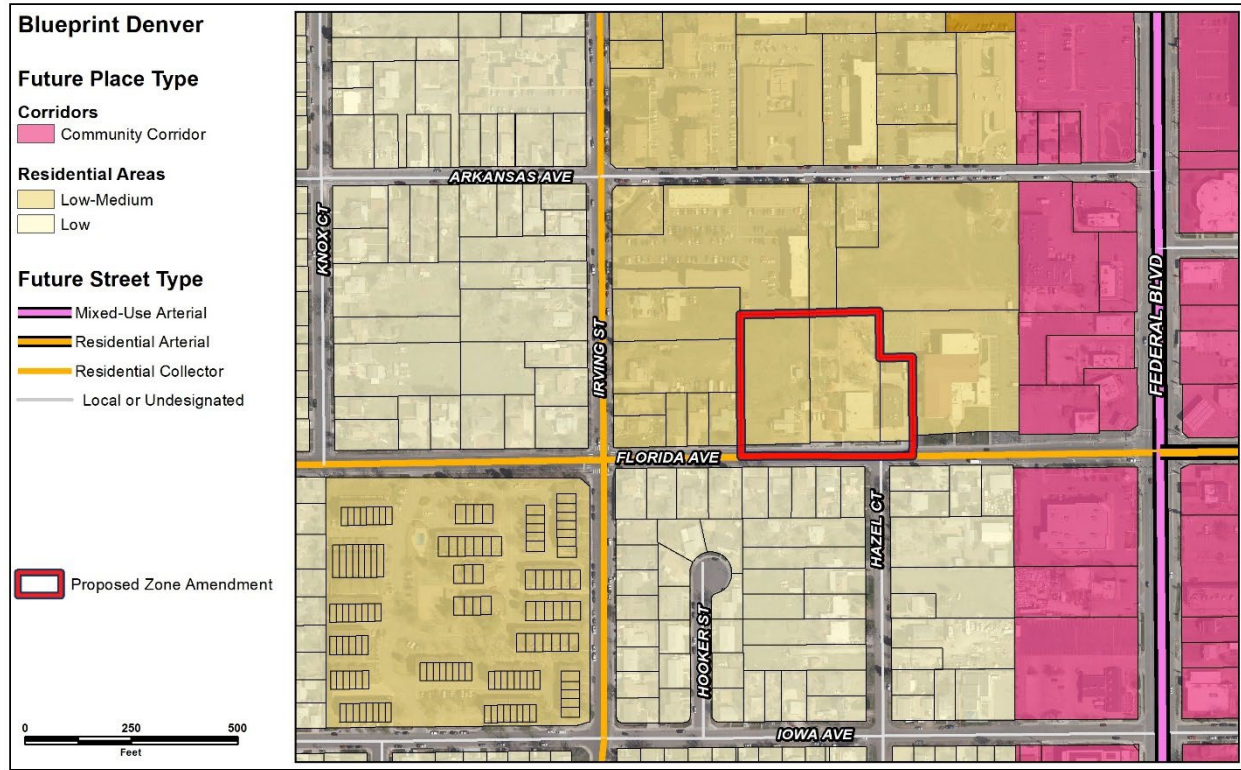 Blueprint Denver
Future Place Type
Corridors
Community Corridor
Residential Areas
Low-Medium
Low
Future Street Type
Mixed-Use Arterial
Residential Arterial
Residential Collector
Local or Undesignated
Proposed Zone Amendment
0 250 500
Feet
ARKANSAS AVE
KNOX CT
IRVING ST
FEDERAL BLVD
FLORIDA AVE
HAZEL CT
HOOKER ST
IOWA AVE